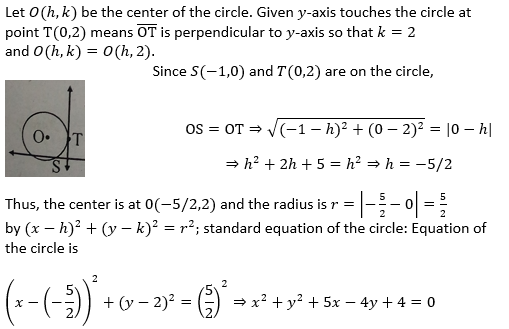 Let O(h, k) be the center of the circle. Given y-axis touches the circle at
point T(0,2) means O̅T̅ is perpendicular to y-axis so that k = 2
and O(h, k) = O(h, 2).
Since S(−1,0) and T(0,2) are on the circle,
O. T
S
OS = OT ⇒ √((−1 − h)² + (0 − 2)²) = |0 − h|
⇒ h² + 2h + 5 = h² ⇒ h = −5/2
Thus, the center is at 0(−5/2,2) and the radius is r = |−5/2 − 0| = 5/2
by (x − h)² + (y − k)² = r²; standard equation of the circle: Equation of
the circle is
(x − (−5/2))² + (y − 2)² = (5/2)² ⇒ x² + y² + 5x − 4y + 4 = 0